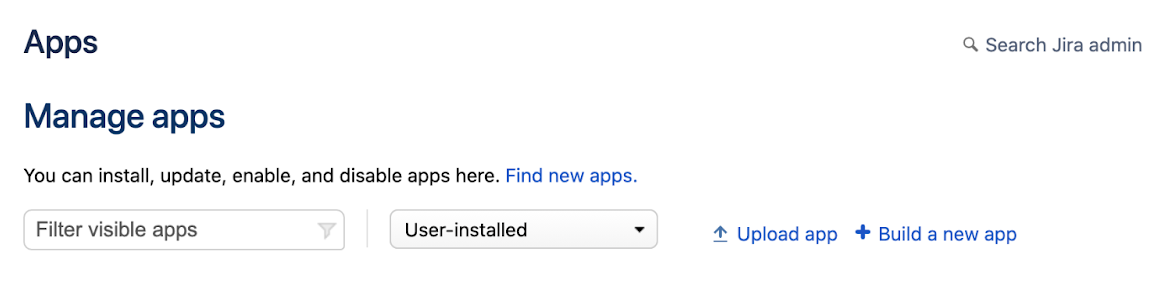 Apps
Search Jira admin
Manage apps
You can install, update, enable, and disable apps here. Find new apps.
Filter visible apps
User-installed
Upload app
Build a new app